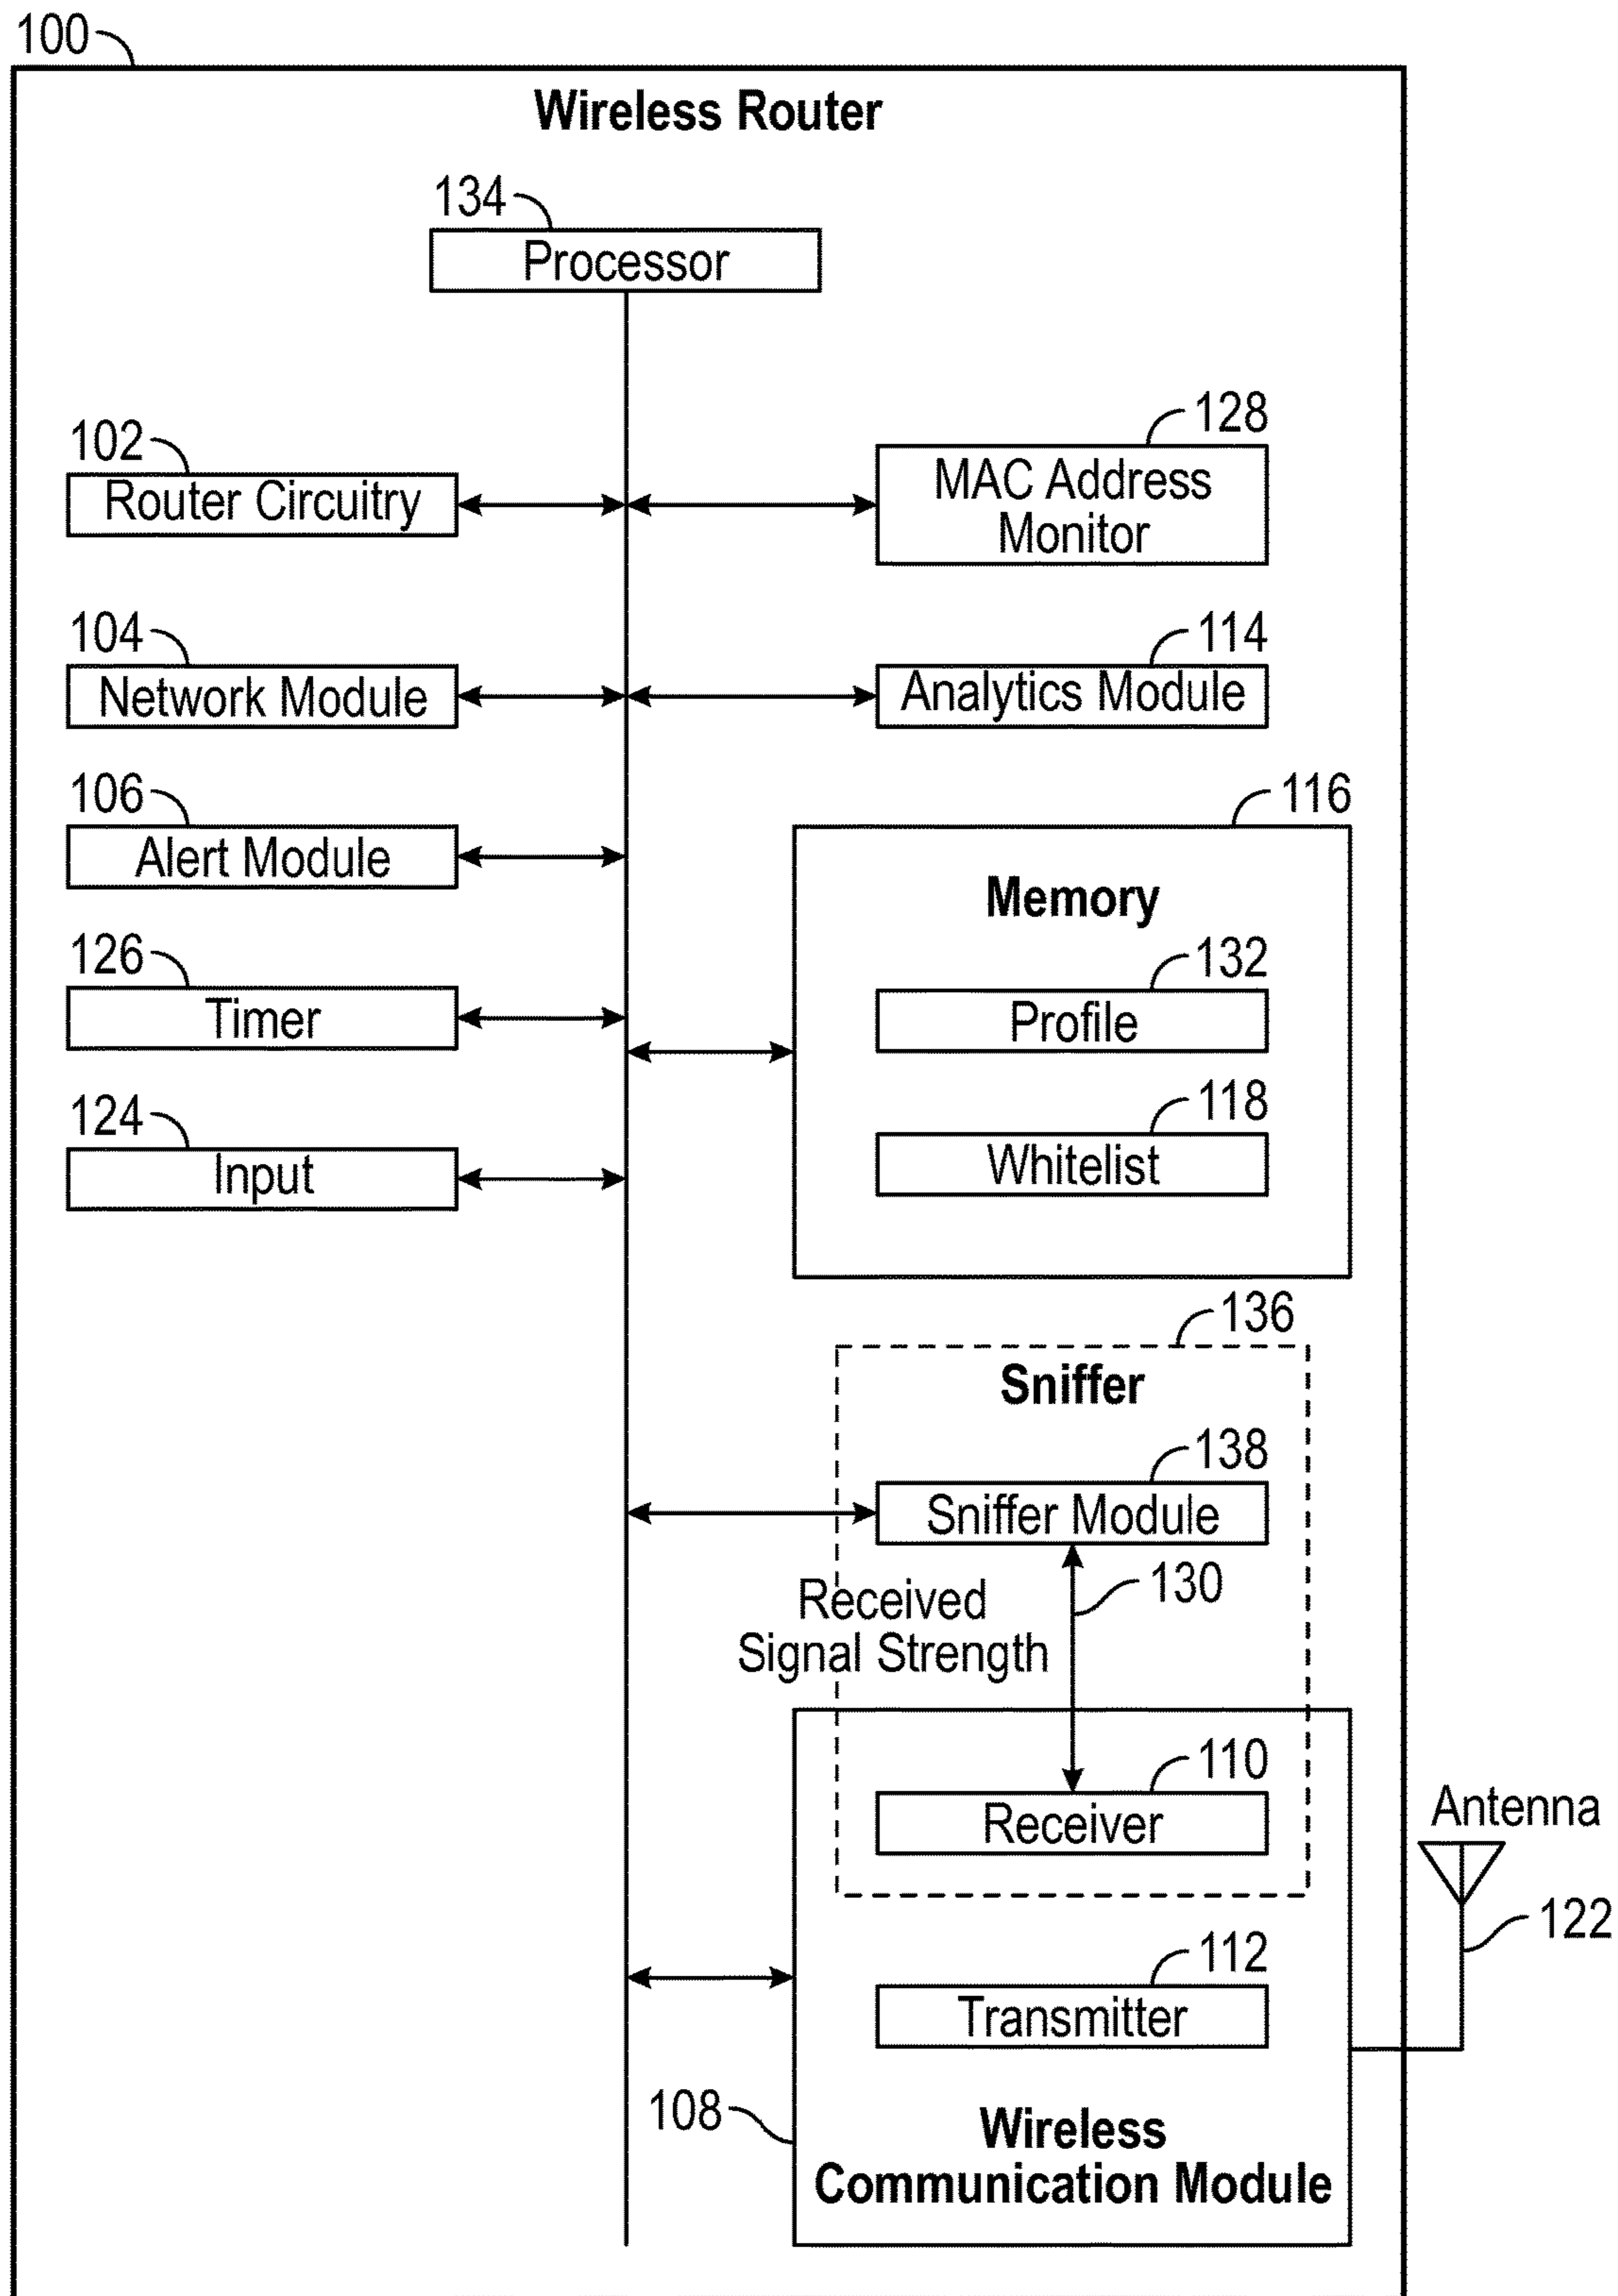 100
Wireless Router
134
Processor
102
Router Circuitry
128
MAC Address
Monitor
104
Network Module
114
Analytics Module
106
Alert Module
116
Memory
126
Timer
132
Profile
124
Input
118
Whitelist
136
Sniffer
138
Sniffer Module
130
Received
Signal Strength
110
Receiver
Antenna
122
112
Transmitter
108
Wireless
Communication Module